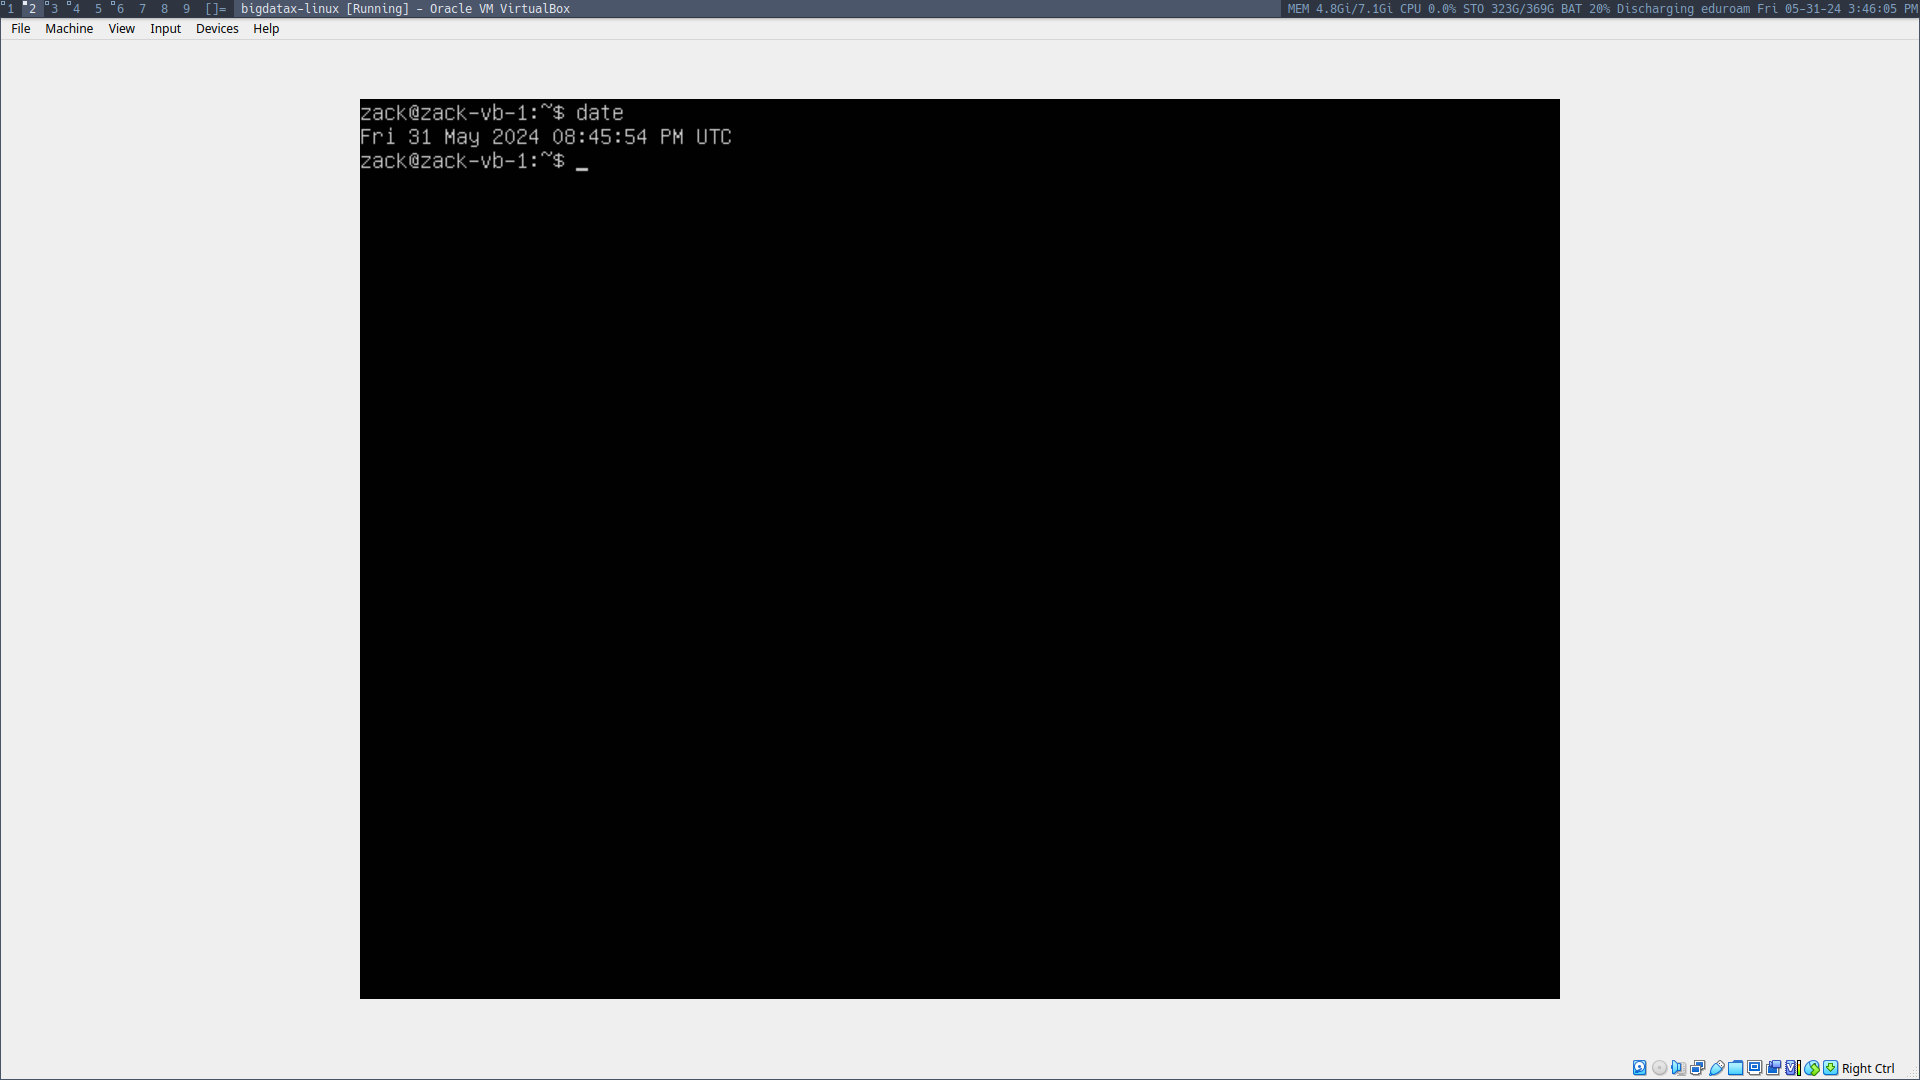 1 2 3 4 5 6 7 8 9 []= bigdatax-linux [Running] - Oracle VM VirtualBox MEM 4.8Gi/7.1Gi CPU 0.0% STO 323G/369G BAT 20% Discharging eduroam Fri 05-31-24 3:46:05 PM
File Machine View Input Devices Help
zack@zack-vb-1:~$ date
Fri 31 May 2024 08:45:54 PM UTC
zack@zack-vb-1:~$ _
Right Ctrl